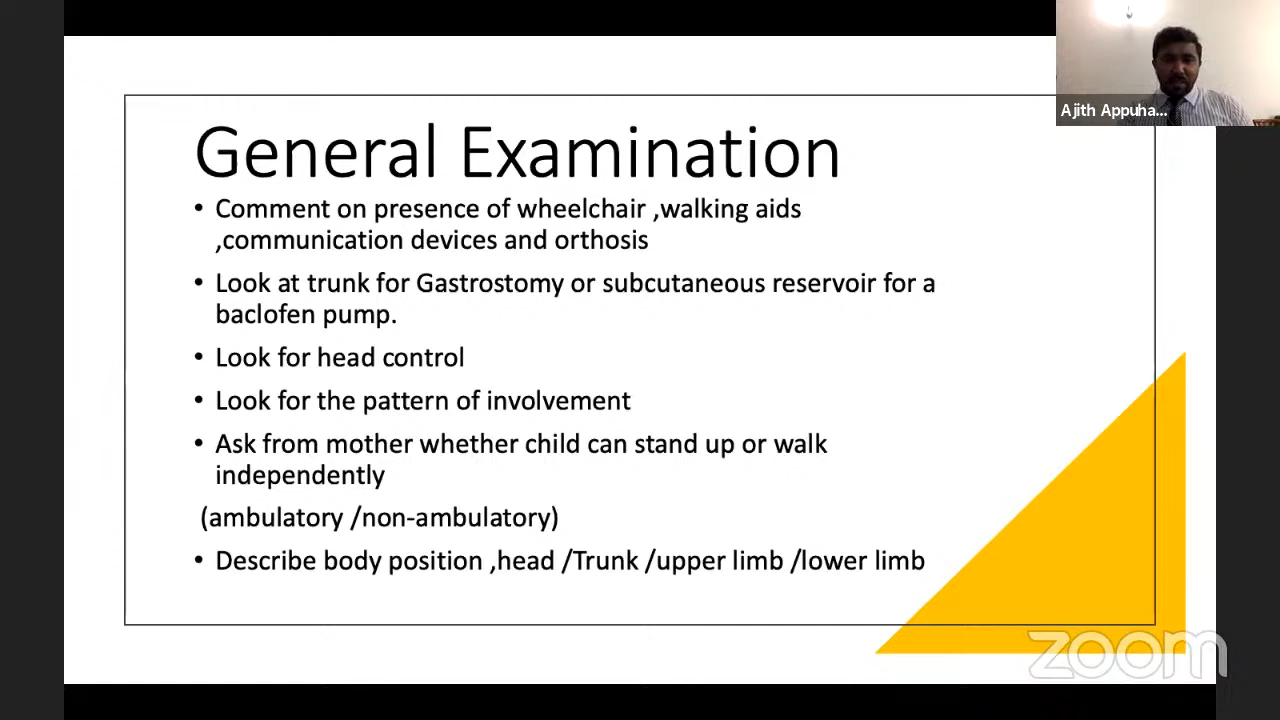 Ajith Appuha...
General Examination
• Comment on presence of wheelchair ,walking aids
,communication devices and orthosis
• Look at trunk for Gastrostomy or subcutaneous reservoir for a
baclofen pump.
• Look for head control
• Look for the pattern of involvement
• Ask from mother whether child can stand up or walk
independently
(ambulatory /non-ambulatory)
• Describe body position ,head /Trunk /upper limb /lower limb
zoom